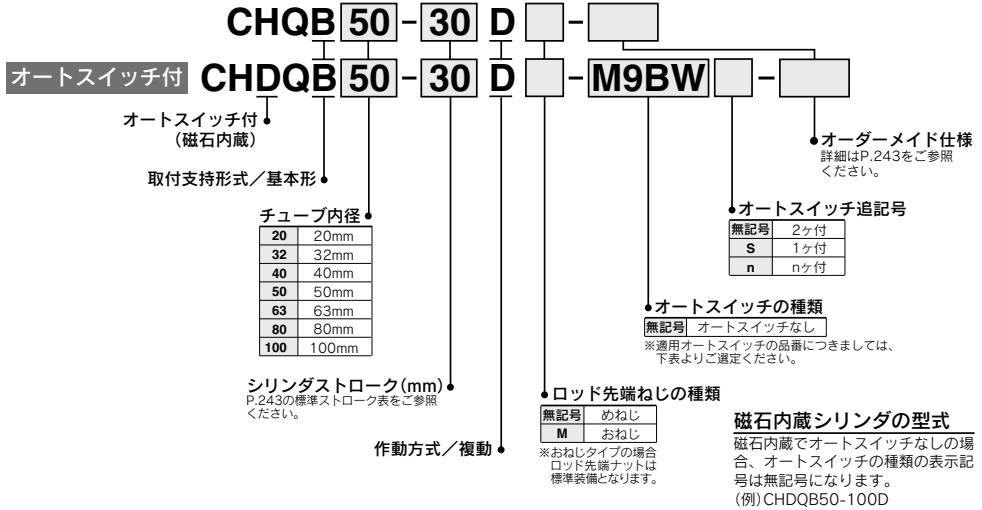 CHQB 50 - 30 D □ - □
オートスイッチ付 CHDQB 50 - 30 D □ - M9BW □ - □
オートスイッチ付
(磁石内蔵)
取付支持形式／基本形
チューブ内径
20 20mm
32 32mm
40 40mm
50 50mm
63 63mm
80 80mm
100 100mm
シリンダストローク(mm)
P.243の標準ストローク表をご参照
ください。
作動方式／複動
ロッド先端ねじの種類
無記号 めねじ
M おねじ
※おねじタイプの場合
ロッド先端ナットは
標準装備となります。
オートスイッチの種類
無記号 オートスイッチなし
※適用オートスイッチの品番につきましては、
下表よりご選定ください。
オートスイッチ追記号
無記号 2ヶ付
S 1ヶ付
n nヶ付
オーダーメイド仕様
詳細はP.243をご参照
ください。
磁石内蔵シリンダの型式
磁石内蔵でオートスイッチなしの場
合、オートスイッチの種類の表示記
号は無記号になります。
(例)CHDQB50-100D